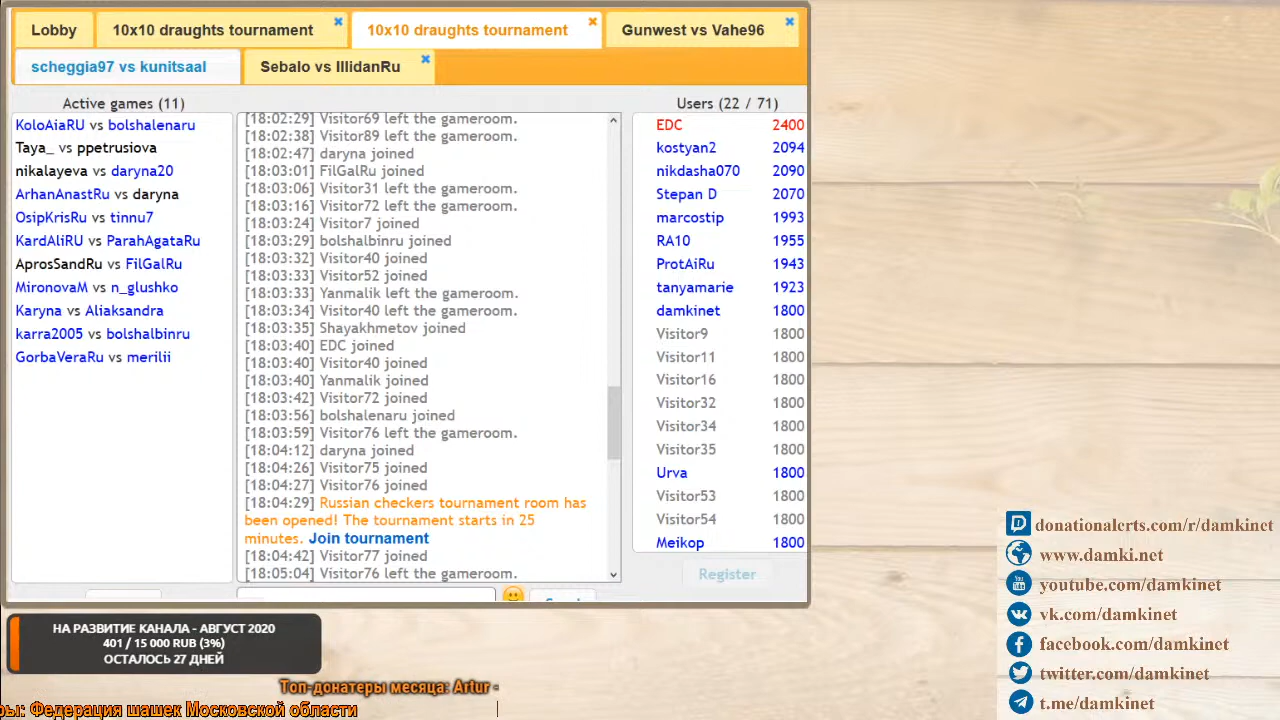 Lobby
10x10 draughts tournament
10x10 draughts tournament
Gunwest vs Vahe96
scheggia97 vs kunitsaal
Sebalo vs IllidanRu
Active games (11)
KoloAiaRU vs bolshalenaru
Taya_ vs ppetrusiova
nikalayeva vs daryna20
ArhanAnastRu vs daryna
OsipKrisRu vs tinnu7
KardAliRU vs ParahAgataRu
AprosSandRu vs FilGalRu
MironovaM vs n_glushko
Karyna vs Aliaksandra
karra2005 vs bolshalbinru
GorbaVeraRu vs merilii
[18:02:29] Visitor69 left the gameroom.
[18:02:38] Visitor89 left the gameroom.
[18:02:47] daryna joined
[18:03:01] FilGalRu joined
[18:03:06] Visitor31 left the gameroom.
[18:03:16] Visitor72 left the gameroom.
[18:03:24] Visitor7 joined
[18:03:29] bolshalbinru joined
[18:03:32] Visitor40 joined
[18:03:33] Visitor52 joined
[18:03:33] Yanmalik left the gameroom.
[18:03:34] Visitor40 left the gameroom.
[18:03:35] Shayakhmetov joined
[18:03:40] EDC joined
[18:03:40] Visitor40 joined
[18:03:40] Yanmalik joined
[18:03:42] Visitor72 joined
[18:03:56] bolshalenaru joined
[18:03:59] Visitor76 left the gameroom.
[18:04:12] daryna joined
[18:04:26] Visitor75 joined
[18:04:27] Visitor76 joined
[18:04:29] Russian checkers tournament room has
been opened! The tournament starts in 25
minutes. Join tournament
[18:04:42] Visitor77 joined
[18:05:04] Visitor76 left the gameroom.
Users (22 / 71)
EDC 2400
kostyan2 2094
nikdasha070 2090
Stepan D 2070
marcostip 1993
RA10 1955
ProtAiRu 1943
tanyamarie 1923
damkinet 1800
Visitor9 1800
Visitor11 1800
Visitor16 1800
Visitor32 1800
Visitor34 1800
Visitor35 1800
Urva 1800
Visitor53 1800
Visitor54 1800
Meikop 1800
Register
НА РАЗВИТИЕ КАНАЛА - АВГУСТ 2020
401 / 15 000 RUB (3%)
ОСТАЛОСЬ 27 ДНЕЙ
Топ-донатеры месяца: Artur -
ры: Федерация шашек Московской области
donationalerts.com/r/damkinet
www.damki.net
youtube.com/damkinet
vk.com/damkinet
facebook.com/damkinet
twitter.com/damkinet
t.me/damkinet